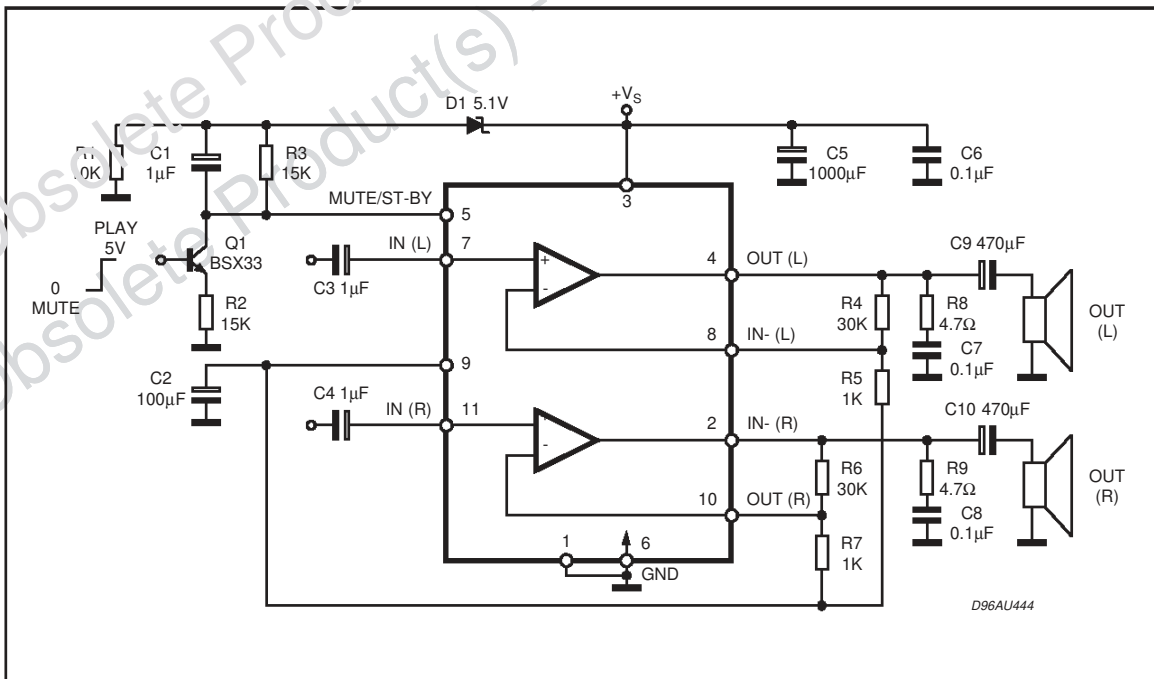 Obsolete Product(s)
D1 5.1V
+VS
C1
1µF
R3
15K
C5
1000µF
C6
0.1µF
MUTE/ST-BY
5
3
PLAY
5V
Q1
BSX33
0
MUTE
R2
15K
IN (L)
7
C3 1µF
+
-
4
OUT (L)
C9 470µF
R4
30K
R8
4.7Ω
C7
0.1µF
OUT
(L)
8
IN- (L)
R5
1K
9
C2
100µF
C4 1µF
IN (R)
11
+
-
2
IN- (R)
C10 470µF
R6
30K
R9
4.7Ω
C8
0.1µF
OUT
(R)
10
OUT (R)
R7
1K
1
6
GND
D96AU444